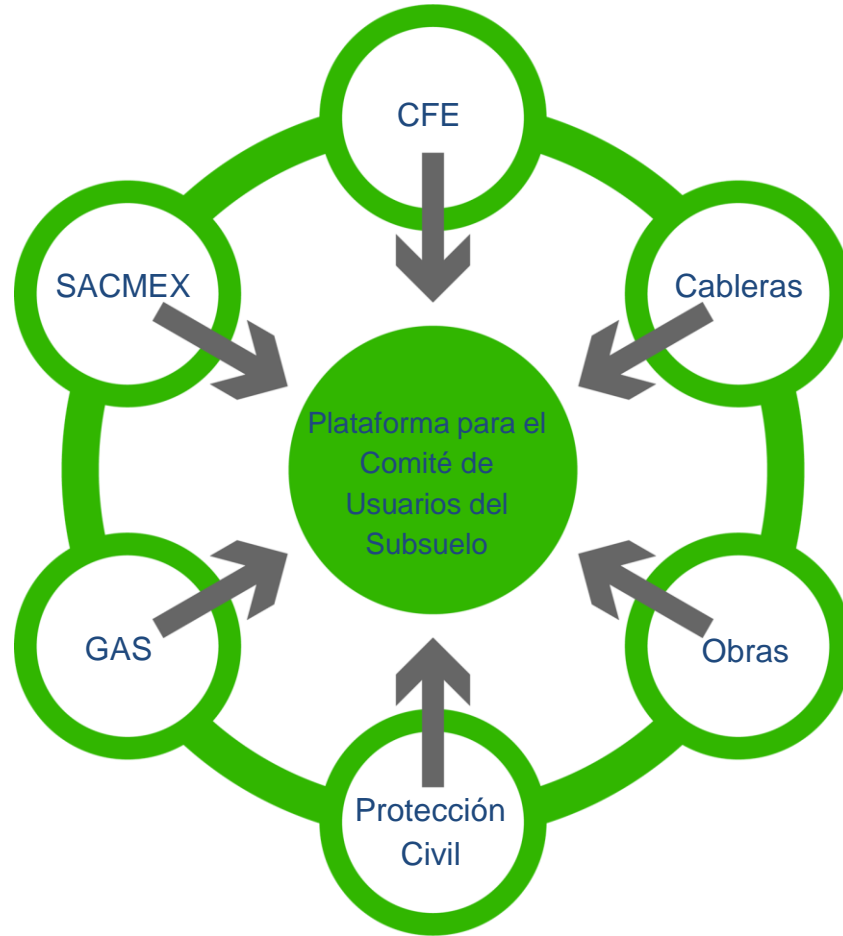 CFE
SACMEX
Cableras
Plataforma para el
Comité de
Usuarios del
Subsuelo
GAS
Obras
Protección
Civil